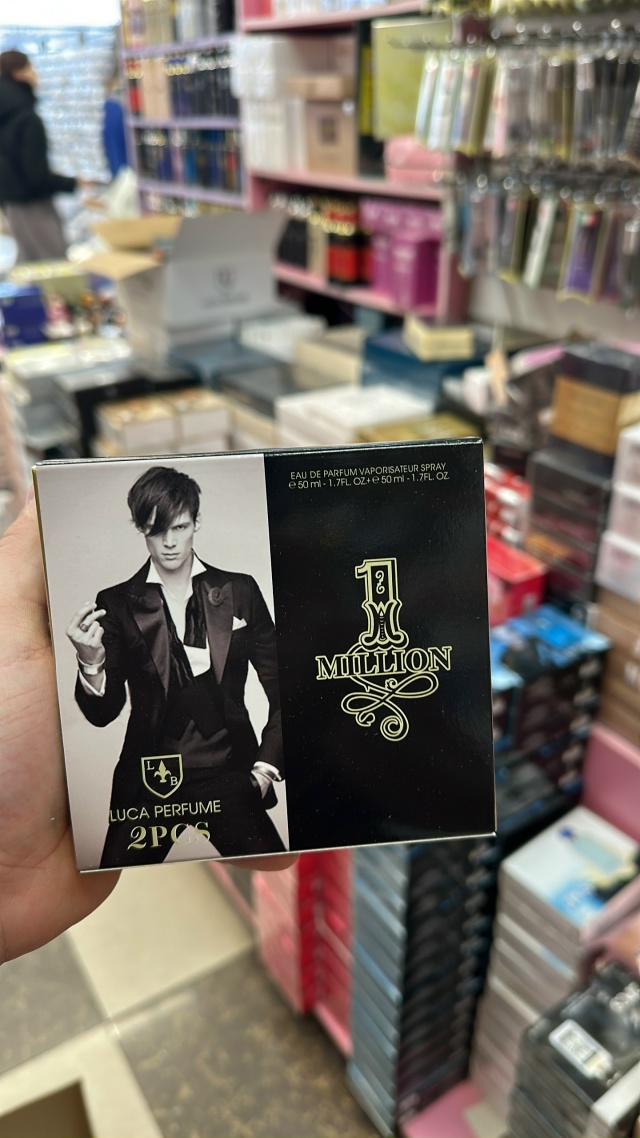 EAU DE PARFUM VAPORISATEUR SPRAY
℮ 50 ml - 1.7FL. OZ.+ ℮ 50 ml - 1.7FL. OZ.
1
MILLION
L B
LUCA PERFUME
2PCS